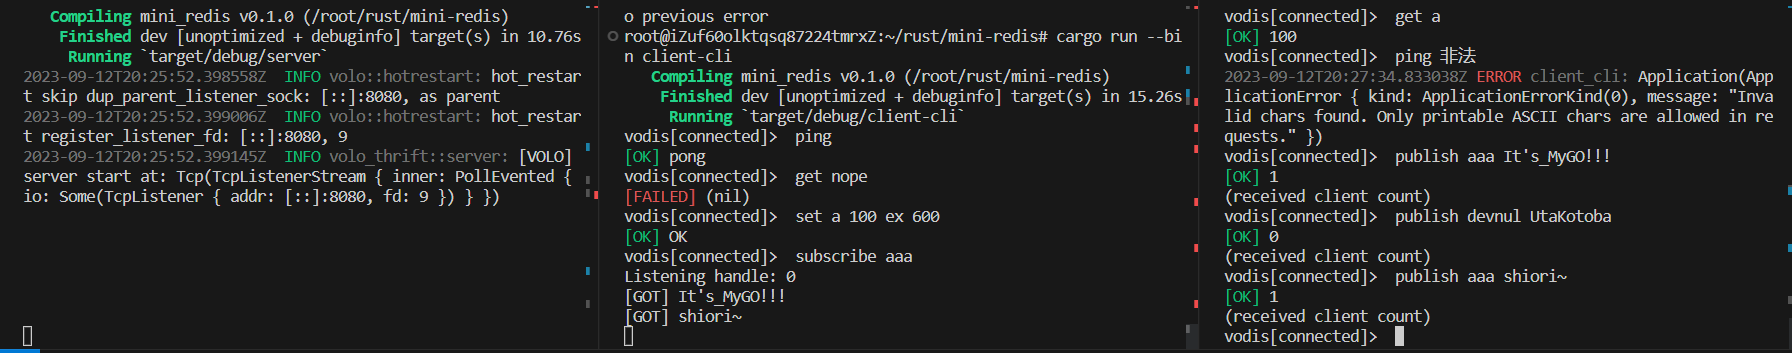 Compiling mini_redis v0.1.0 (/root/rust/mini-redis)
Finished dev [unoptimized + debuginfo] target(s) in 10.76s
Running `target/debug/server`
2023-09-12T20:25:52.398558Z  INFO volo::hotrestart: hot_restar
t skip dup_parent_listener_sock: [::]:8080, as parent
2023-09-12T20:25:52.399006Z  INFO volo::hotrestart: hot_restar
t register_listener_fd: [::]:8080, 9
2023-09-12T20:25:52.399145Z  INFO volo_thrift::server: [VOLO]
server start at: Tcp(TcpListenerStream { inner: PollEvented {
io: Some(TcpListener { addr: [::]:8080, fd: 9 }) } })
o previous error
root@iZuf60olktqsq87224tmrxZ:~/rust/mini-redis# cargo run --bi
n client-cli
Compiling mini_redis v0.1.0 (/root/rust/mini-redis)
Finished dev [unoptimized + debuginfo] target(s) in 15.26s
Running `target/debug/client-cli`
vodis[connected]>  ping
[OK] pong
vodis[connected]>  get nope
[FAILED] (nil)
vodis[connected]>  set a 100 ex 600
[OK] OK
vodis[connected]>  subscribe aaa
Listening handle: 0
[GOT] It's_MyGO!!!
[GOT] shiori~
vodis[connected]>  get a
[OK] 100
vodis[connected]>  ping 非法
2023-09-12T20:27:34.833038Z ERROR client_cli: Application(App
licationError { kind: ApplicationErrorKind(0), message: "Inva
lid chars found. Only printable ASCII chars are allowed in re
quests." })
vodis[connected]>  publish aaa It's_MyGO!!!
[OK] 1
(received client count)
vodis[connected]>  publish devnul UtaKotoba
[OK] 0
(received client count)
vodis[connected]>  publish aaa shiori~
[OK] 1
(received client count)
vodis[connected]>